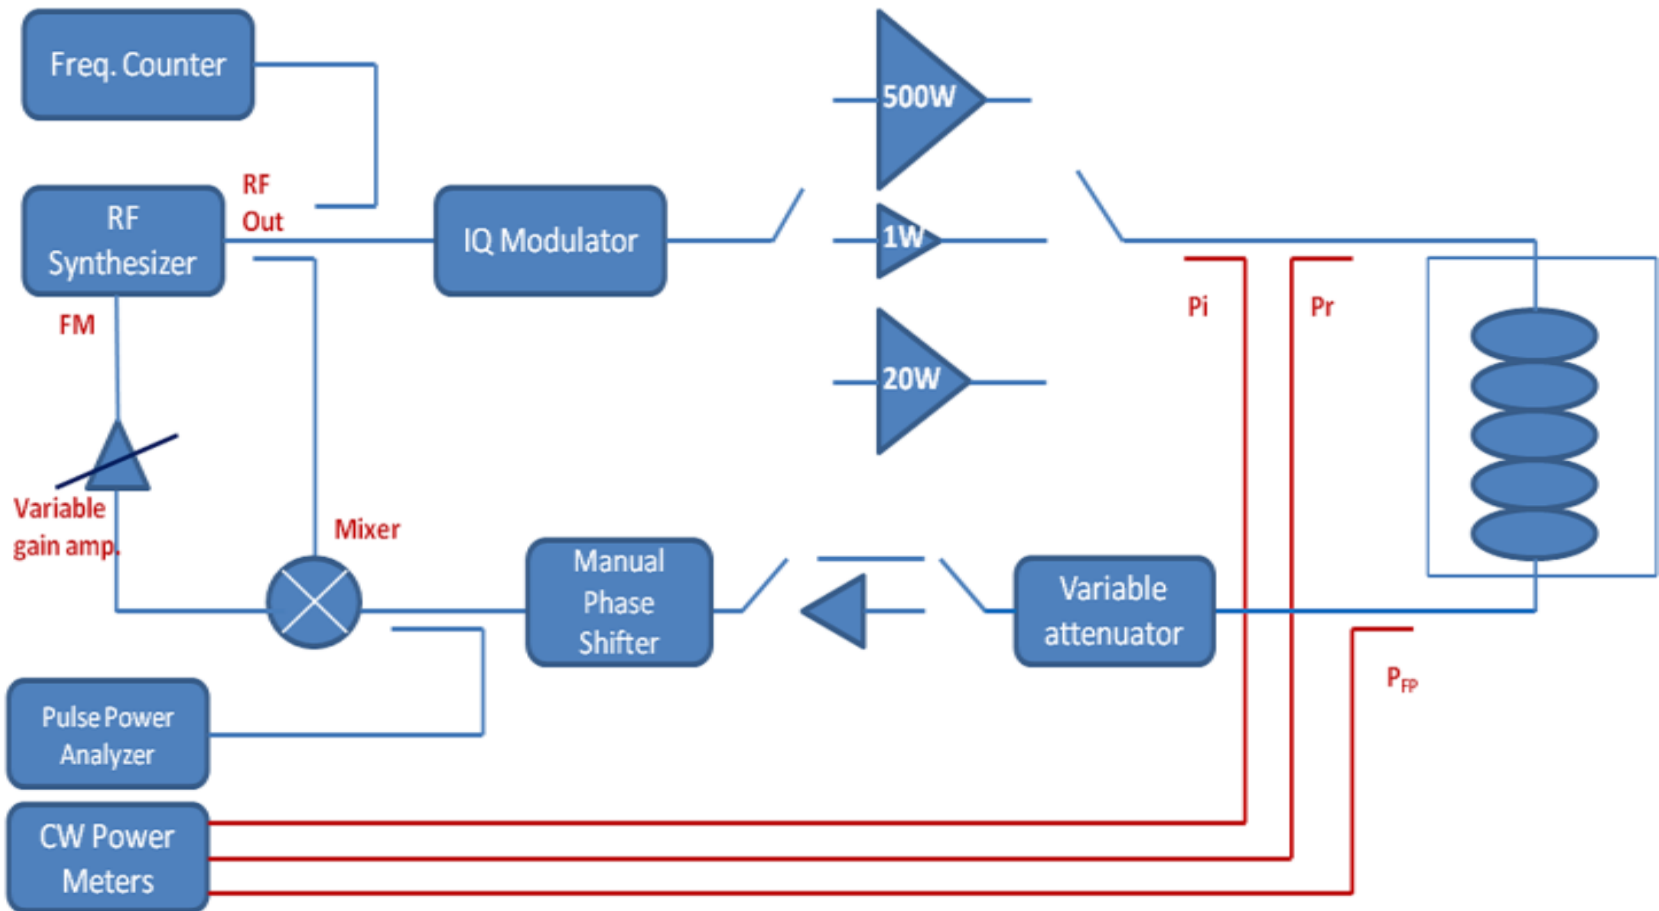 Freq. Counter
500W
RF
Out
RF
Synthesizer
IQ Modulator
1W
FM
Pi
Pr
20W
Variable
gain amp.
Mixer
Manual
Phase
Shifter
Variable
attenuator
P_FP
Pulse Power
Analyzer
CW Power
Meters